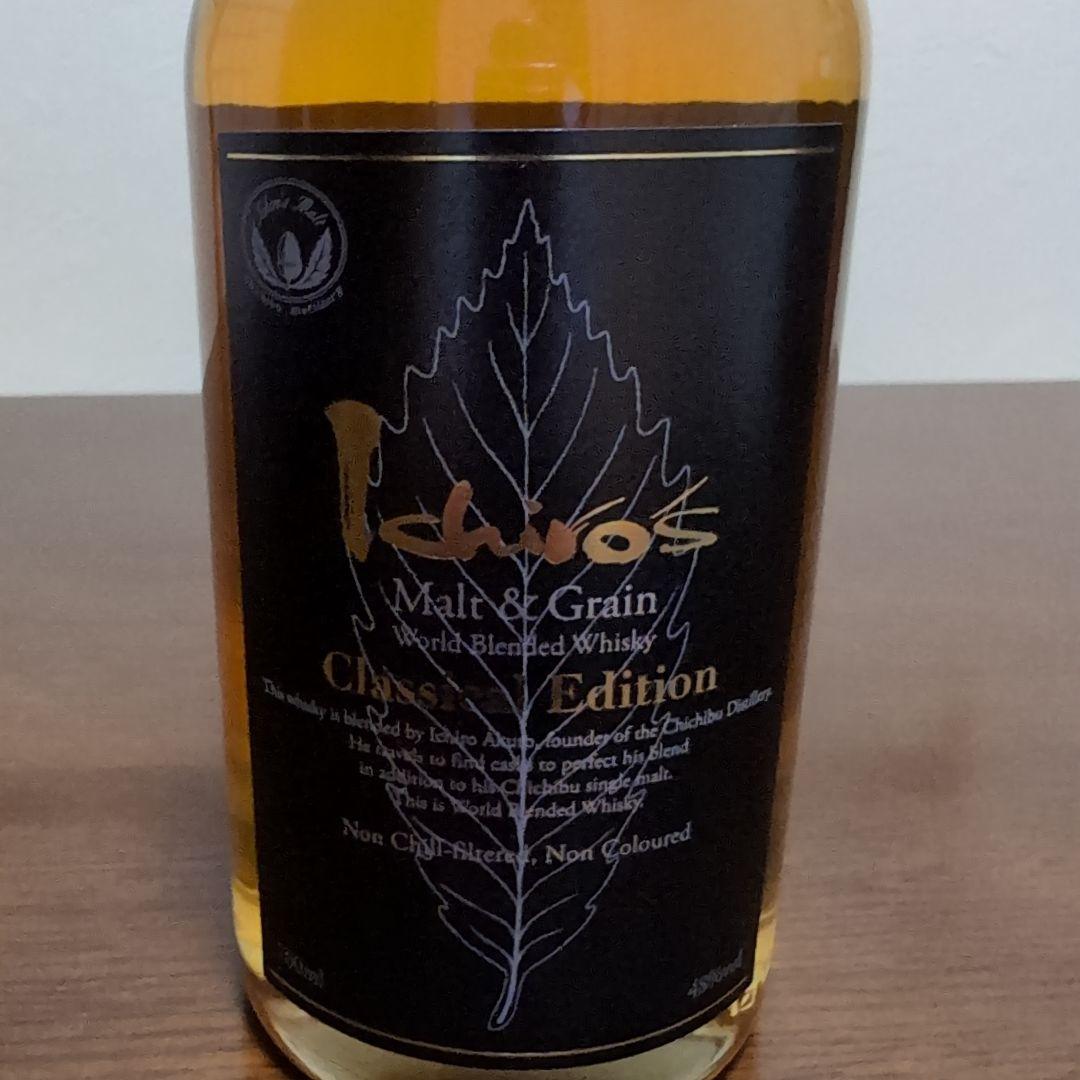 Ichiro's
Malt & Grain
World Blended Whisky
Classical Edition
This whisky is blended by Ichiro Akuto, founder of the Chichibu Distillery.
He travels to find casks to perfect his blend
in addition to his Chichibu single malt.
This is World Blended Whisky.
Non Chill-filtered, Non Coloured
48%vol